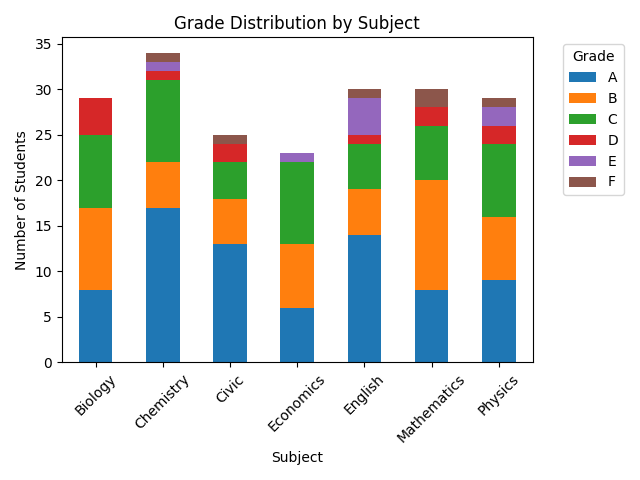 Grade Distribution by Subject
Number of Students
35
30
25
20
15
10
5
0
Biology
Chemistry
Civic
Economics
English
Mathematics
Physics
Subject
Grade
A
B
C
D
E
F